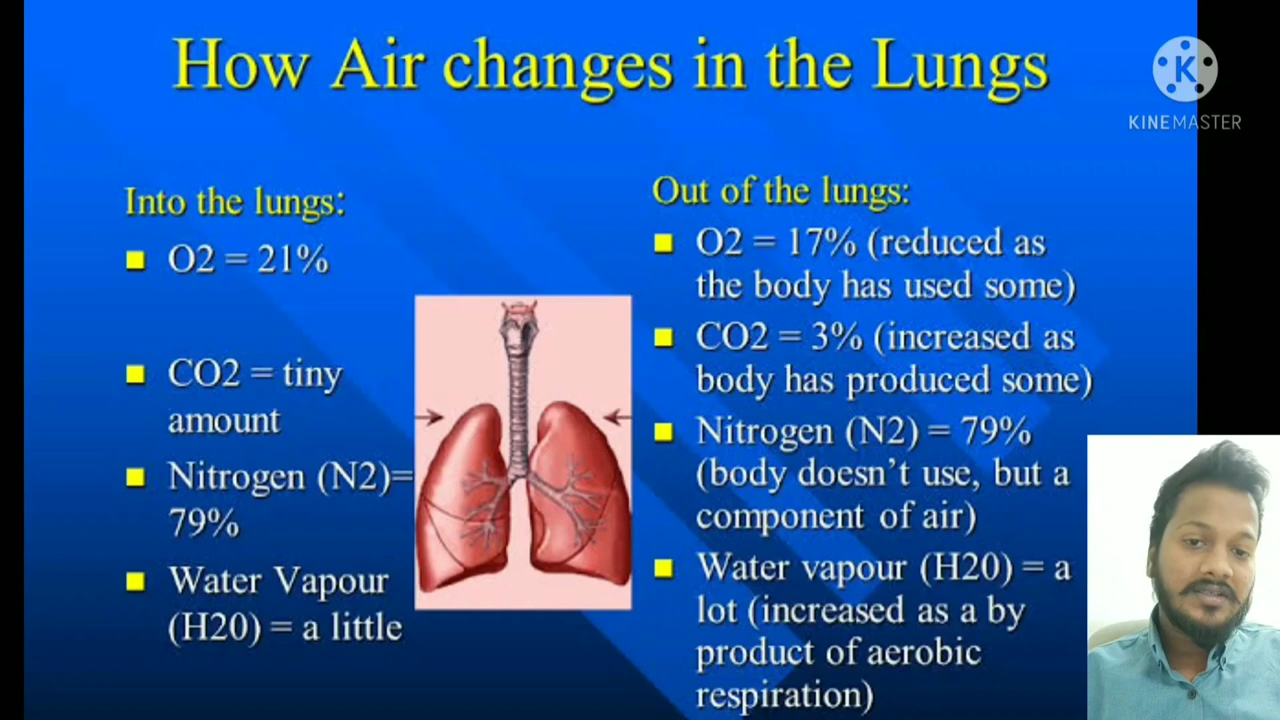 How Air changes in the Lungs
KINEMASTER
Into the lungs:
O2 = 21%
CO2 = tiny
amount
Nitrogen (N2)=
79%
Water Vapour
(H20) = a little
Out of the lungs:
O2 = 17% (reduced as
the body has used some)
CO2 = 3% (increased as
body has produced some)
Nitrogen (N2) = 79%
(body doesn't use, but a
component of air)
Water vapour (H20) = a
lot (increased as a by
product of aerobic
respiration)